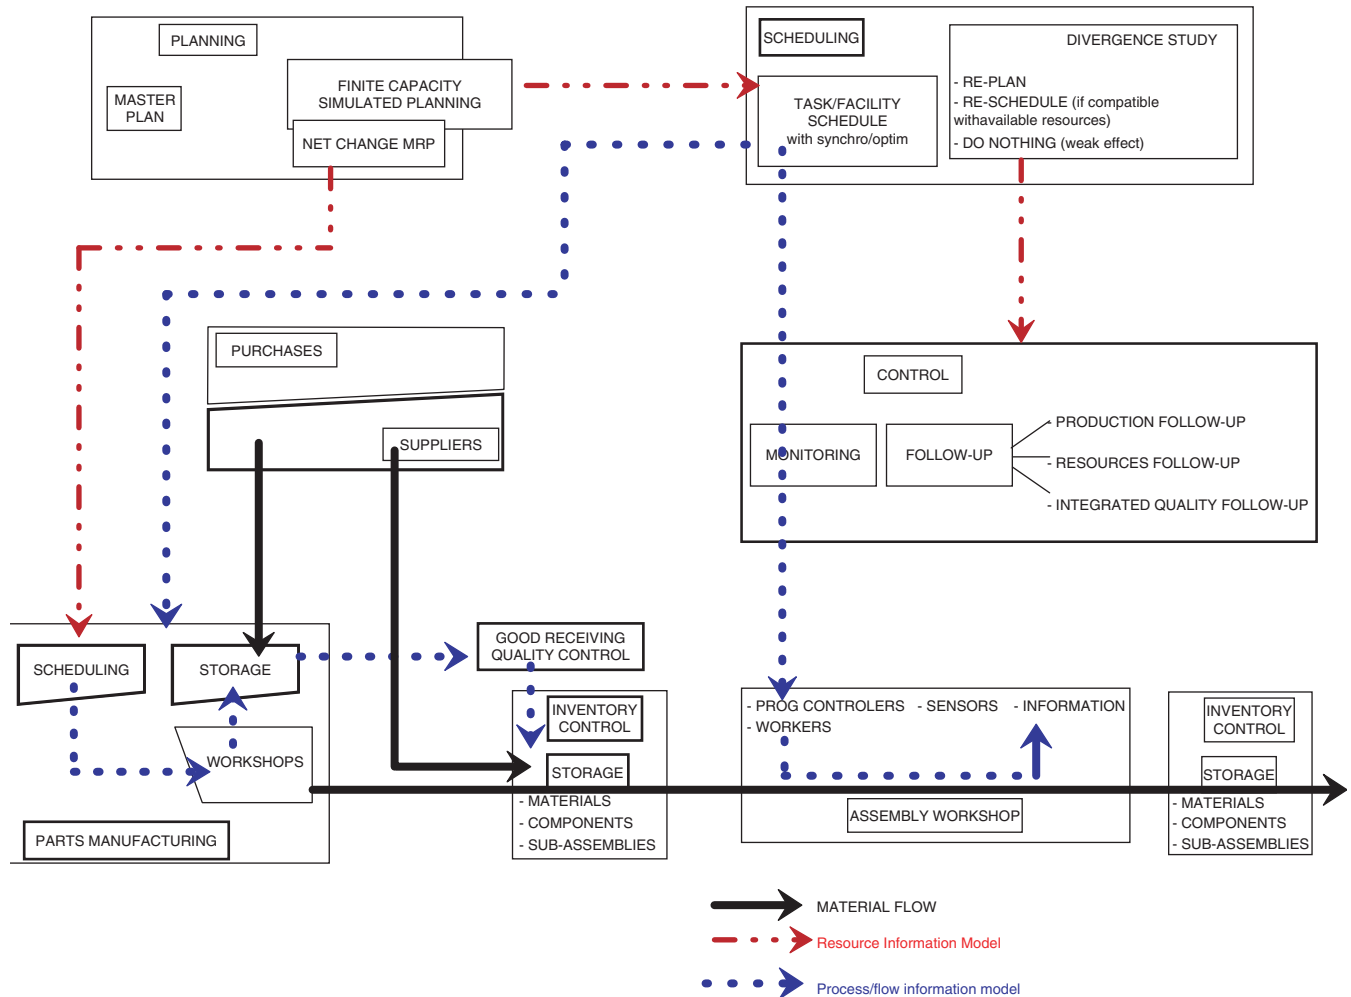 PLANNING
MASTER
PLAN
FINITE CAPACITY
SIMULATED PLANNING
NET CHANGE MRP
SCHEDULING
TASK/FACILITY
SCHEDULE
with synchro/optim
DIVERGENCE STUDY
- RE-PLAN
- RE-SCHEDULE (if compatible
withavailable resources)
- DO NOTHING (weak effect)
PURCHASES
SUPPLIERS
CONTROL
MONITORING
FOLLOW-UP
- PRODUCTION FOLLOW-UP
- RESOURCES FOLLOW-UP
- INTEGRATED QUALITY FOLLOW-UP
SCHEDULING
STORAGE
WORKSHOPS
PARTS MANUFACTURING
GOOD RECEIVING
QUALITY CONTROL
INVENTORY
CONTROL
STORAGE
- MATERIALS
- COMPONENTS
- SUB-ASSEMBLIES
- PROG CONTROLERS - SENSORS - INFORMATION
- WORKERS
ASSEMBLY WORKSHOP
INVENTORY
CONTROL
STORAGE
- MATERIALS
- COMPONENTS
- SUB-ASSEMBLIES
MATERIAL FLOW
Resource Information Model
Process/flow information model